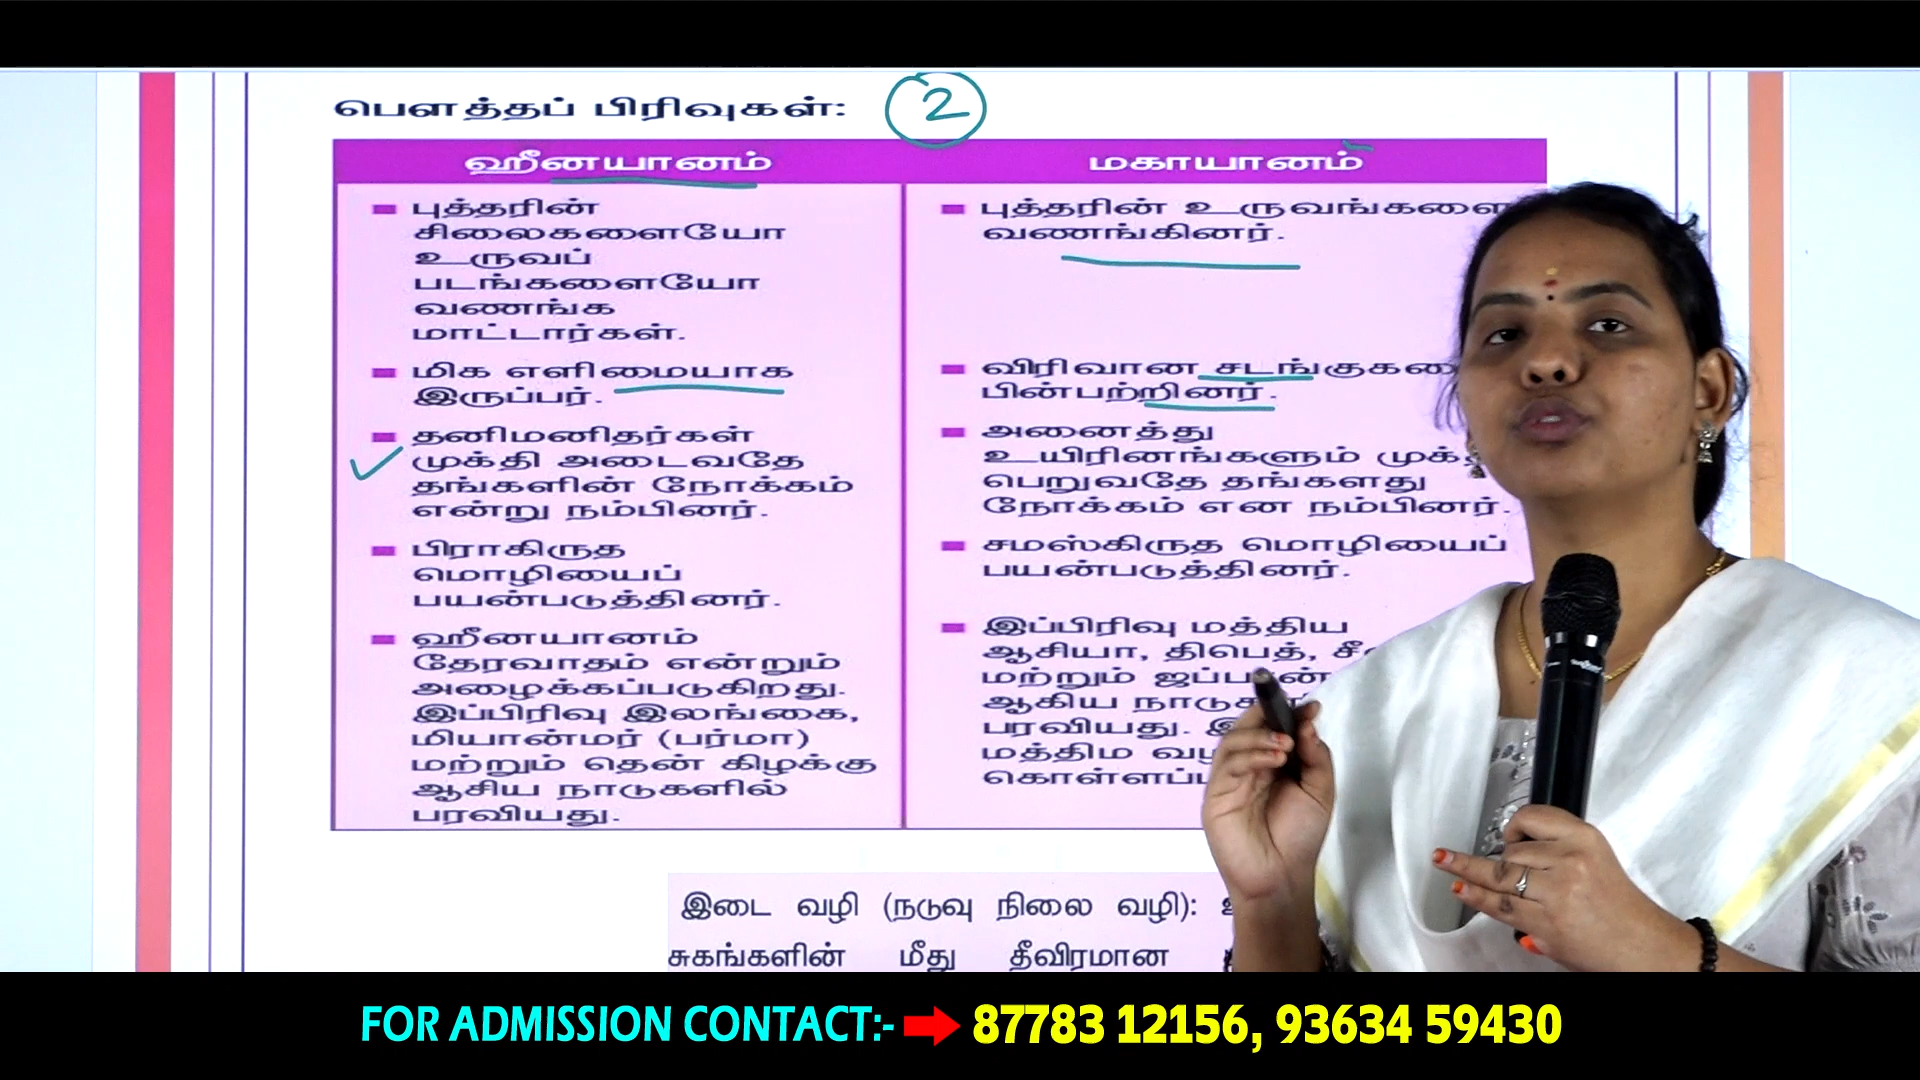 பௌத்தப் பிரிவுகள்: 2
ஹீனயானம்
புத்தரின்
சிலைகளையோ
உருவப்
படங்களையோ
வணங்க
மாட்டார்கள்.
மிக எளிமையாக
இருப்பர்.
தனிமனிதர்கள்
முக்தி அடைவதே
தங்களின் நோக்கம்
என்று நம்பினர்.
பிராகிருத
மொழியைப்
பயன்படுத்தினர்.
ஹீனயானம்
தேரவாதம் என்றும்
அழைக்கப்படுகிறது.
இப்பிரிவு இலங்கை,
மியான்மர் (பர்மா)
மற்றும் தென் கிழக்கு
ஆசிய நாடுகளில்
பரவியது.
மகாயானம்
புத்தரின் உருவங்களை
வணங்கினர்.
விரிவான
பின்பற்றினர்.
அனைத்து
உயிரினங்களும்
பெறுவதே தங்களது
நோக்கம் என நம்பினர்.
சமஸ்கிருத மொழியைப்
பயன்படுத்தினர்.
இப்பிரிவு மத்திய
ஆசியா, திபெத்,
மற்றும் ஜப்பான்
ஆகிய
பரவியது.
மத்திம
இடை வழி (நடுவு நிலை வழி):
சுகங்களின் மீது தீவிரமான
FOR ADMISSION CONTACT:- 87783 12156, 93634 59430